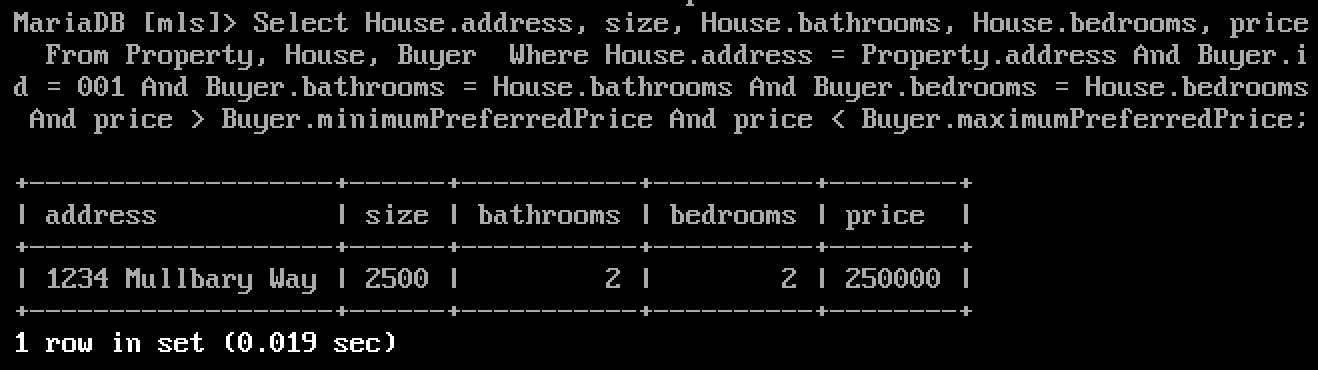 MariaDB [mls]> Select House.address, size, House.bathrooms, House.bedrooms, price
  From Property, House, Buyer  Where House.address = Property.address And Buyer.i
d = 001 And Buyer.bathrooms = House.bathrooms And Buyer.bedrooms = House.bedrooms
 And price > Buyer.minimumPreferredPrice And price < Buyer.maximumPreferredPrice;
+-------------------+------+-----------+----------+--------+
| address           | size | bathrooms | bedrooms | price  |
+-------------------+------+-----------+----------+--------+
| 1234 Mullbary Way | 2500 |         2 |        2 | 250000 |
+-------------------+------+-----------+----------+--------+
1 row in set (0.019 sec)